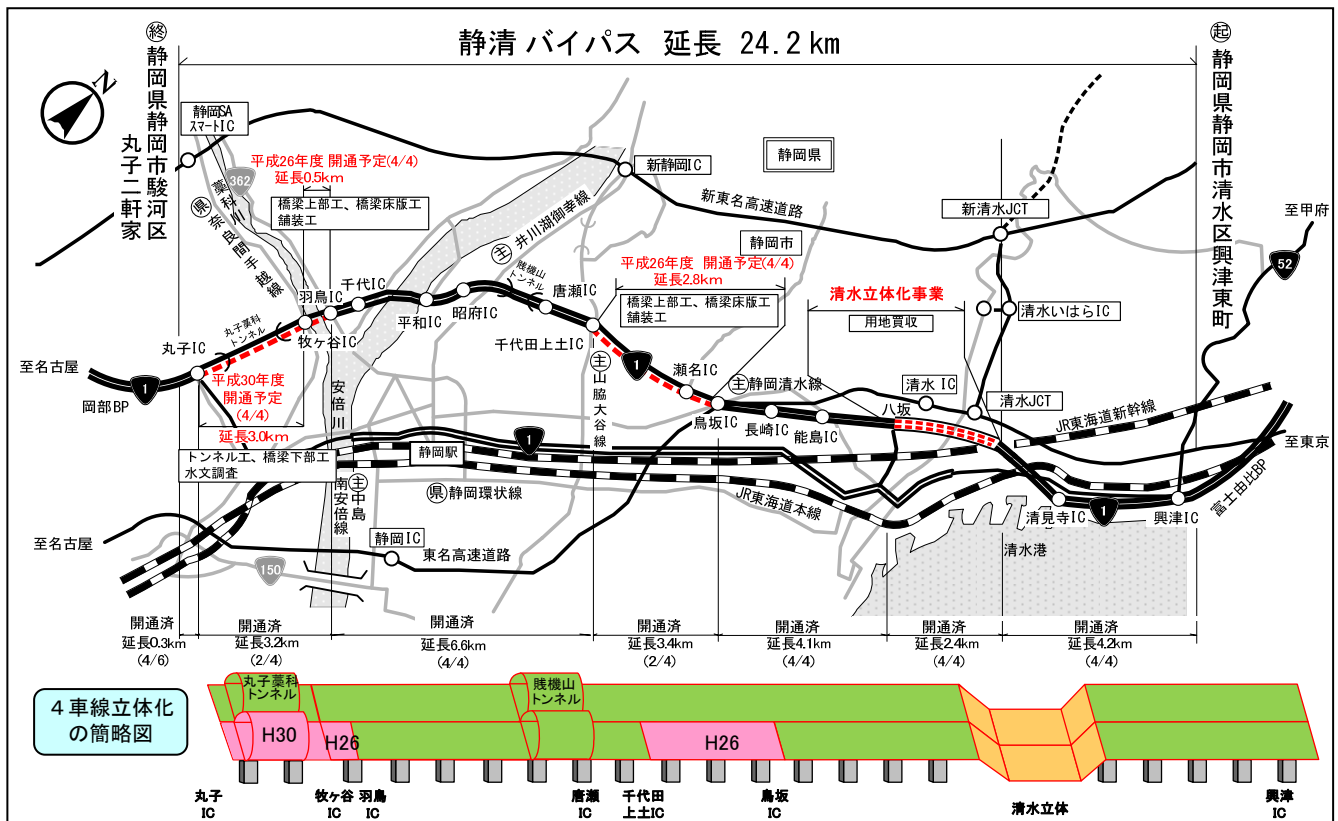 静清 バイパス 延長 24.2 km
終
静岡県静岡市駿河区
丸子二軒家
起
静岡県静岡市清水区興津東町
N
静岡SA
スマートIC
平成26年度 開通予定(4/4)
延長0.5km
橋梁上部工、橋梁床版工
舗装工
362
藁科川
県
奈良間手越線
新静岡IC
静岡県
新東名高速道路
主
井川湖御幸線
静岡市
新清水JCT
至甲府
52
平成26年度 開通予定(4/4)
延長2.8km
橋梁上部工、橋梁床版工
舗装工
清水立体化事業
用地買収
清水いはらIC
賤機山
トンネル
唐瀬IC
千代IC
羽鳥IC
平和IC
昭府IC
牧ヶ谷IC
丸子藁科
トンネル
丸子IC
千代田上土IC
至名古屋
1
岡部BP
平成30年度
開通予定
(4/4)
延長3.0km
トンネル工、橋梁下部工
水文調査
安倍川
主
山脇大谷線
1
瀬名IC
主
静岡清水線
鳥坂IC
長崎IC
能島IC
八坂
清水 IC
清水JCT
JR東海道新幹線
至東京
静岡駅
1
主
中島南安倍線
県
静岡環状線
JR東海道本線
清見寺IC
1
興津IC
富士由比BP
清水港
至名古屋
静岡IC
東名高速道路
150
開通済
延長0.3km
(4/6)
開通済
延長3.2km
(2/4)
開通済
延長6.6km
(4/4)
開通済
延長3.4km
(2/4)
開通済
延長4.1km
(4/4)
開通済
延長2.4km
(4/4)
開通済
延長4.2km
(4/4)
4車線立体化
の簡略図
丸子藁科
トンネル
賤機山
トンネル
H30
H26
H26
丸子
IC
牧ヶ谷
IC
羽鳥
IC
唐瀬
IC
千代田
上土IC
鳥坂
IC
清水立体
興津
IC